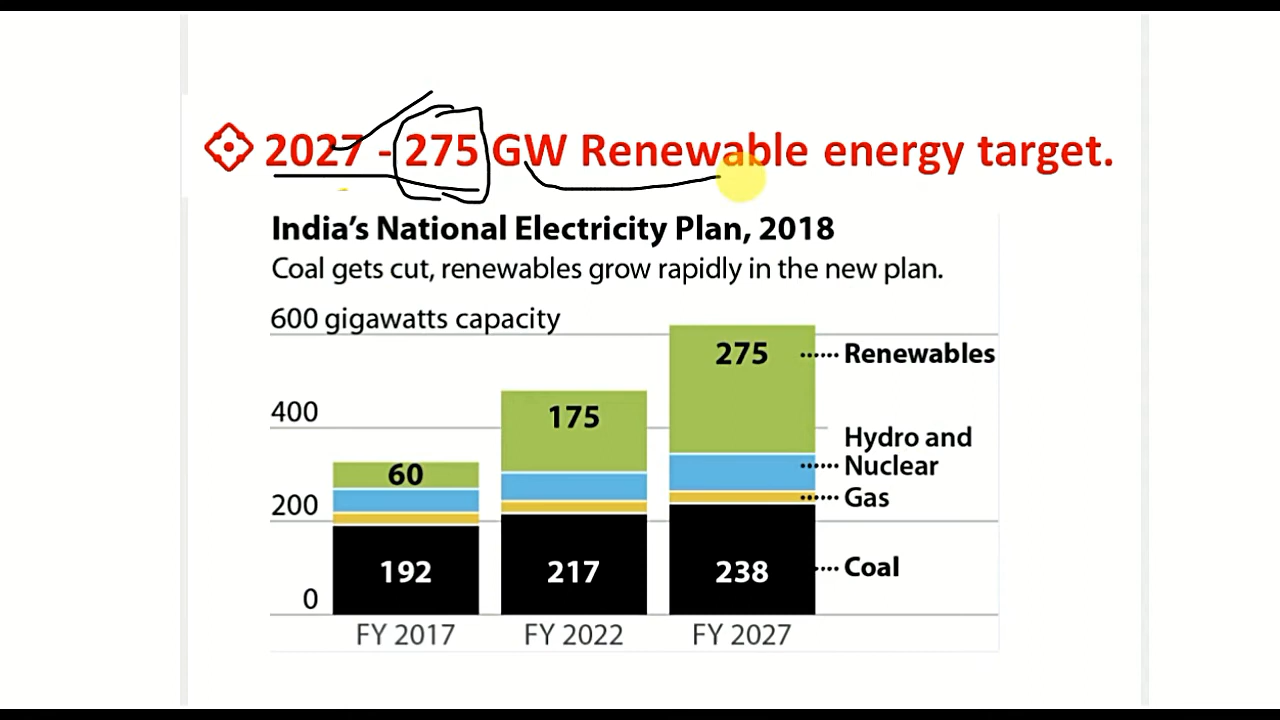 2027 - 275 GW Renewable energy target.
India's National Electricity Plan, 2018
Coal gets cut, renewables grow rapidly in the new plan.
600 gigawatts capacity
275 Renewables
400
175
Hydro and
Nuclear
60
Gas
200
192
217
238
Coal
0
FY 2017
FY 2022
FY 2027